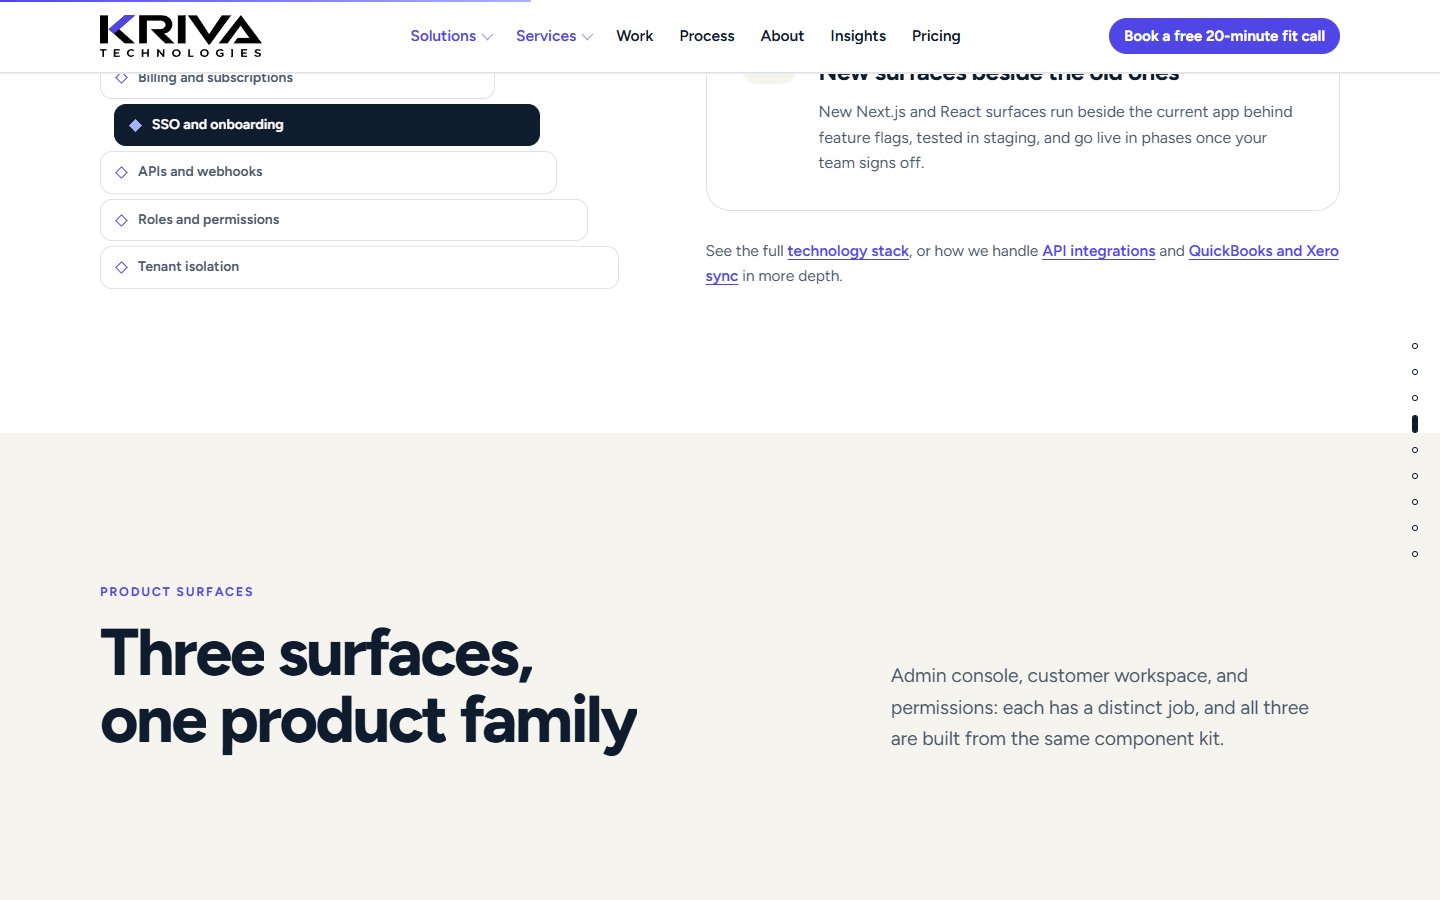 KRIVA
TECHNOLOGIES
Solutions
Services
Work
Process
About
Insights
Pricing
Book a free 20-minute fit call
Billing and subscriptions
SSO and onboarding
APIs and webhooks
Roles and permissions
Tenant isolation
New surfaces beside the old ones
New Next.js and React surfaces run beside the current app behind
feature flags, tested in staging, and go live in phases once your
team signs off.
See the full technology stack, or how we handle API integrations and QuickBooks and Xero
sync in more depth.
PRODUCT SURFACES
Three surfaces,
one product family
Admin console, customer workspace, and
permissions: each has a distinct job, and all three
are built from the same component kit.